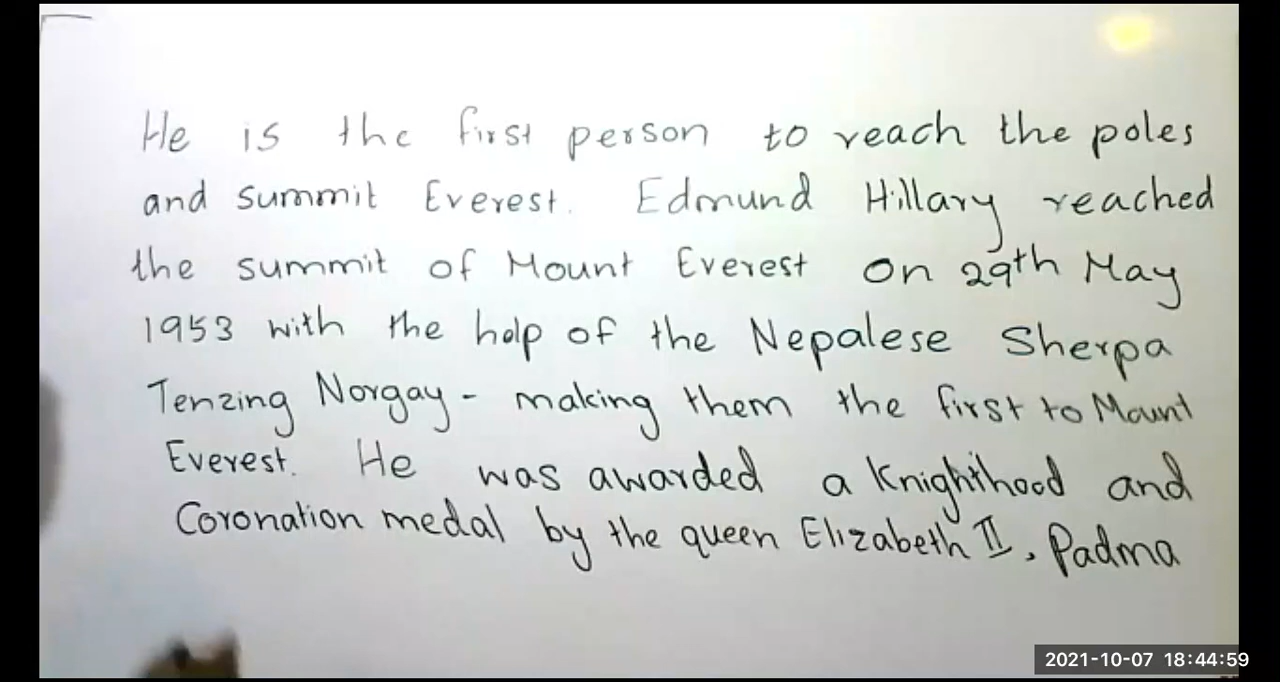 He is the first person to reach the poles
and summit Everest. Edmund Hillary reached
the summit of Mount Everest on 29th May
1953 with the help of the Nepalese Sherpa
Tenzing Norgay - making them the first to Mount
Everest. He was awarded a Knighthood and
Coronation medal by the queen Elizabeth II, Padma
2021-10-07 18:44:59